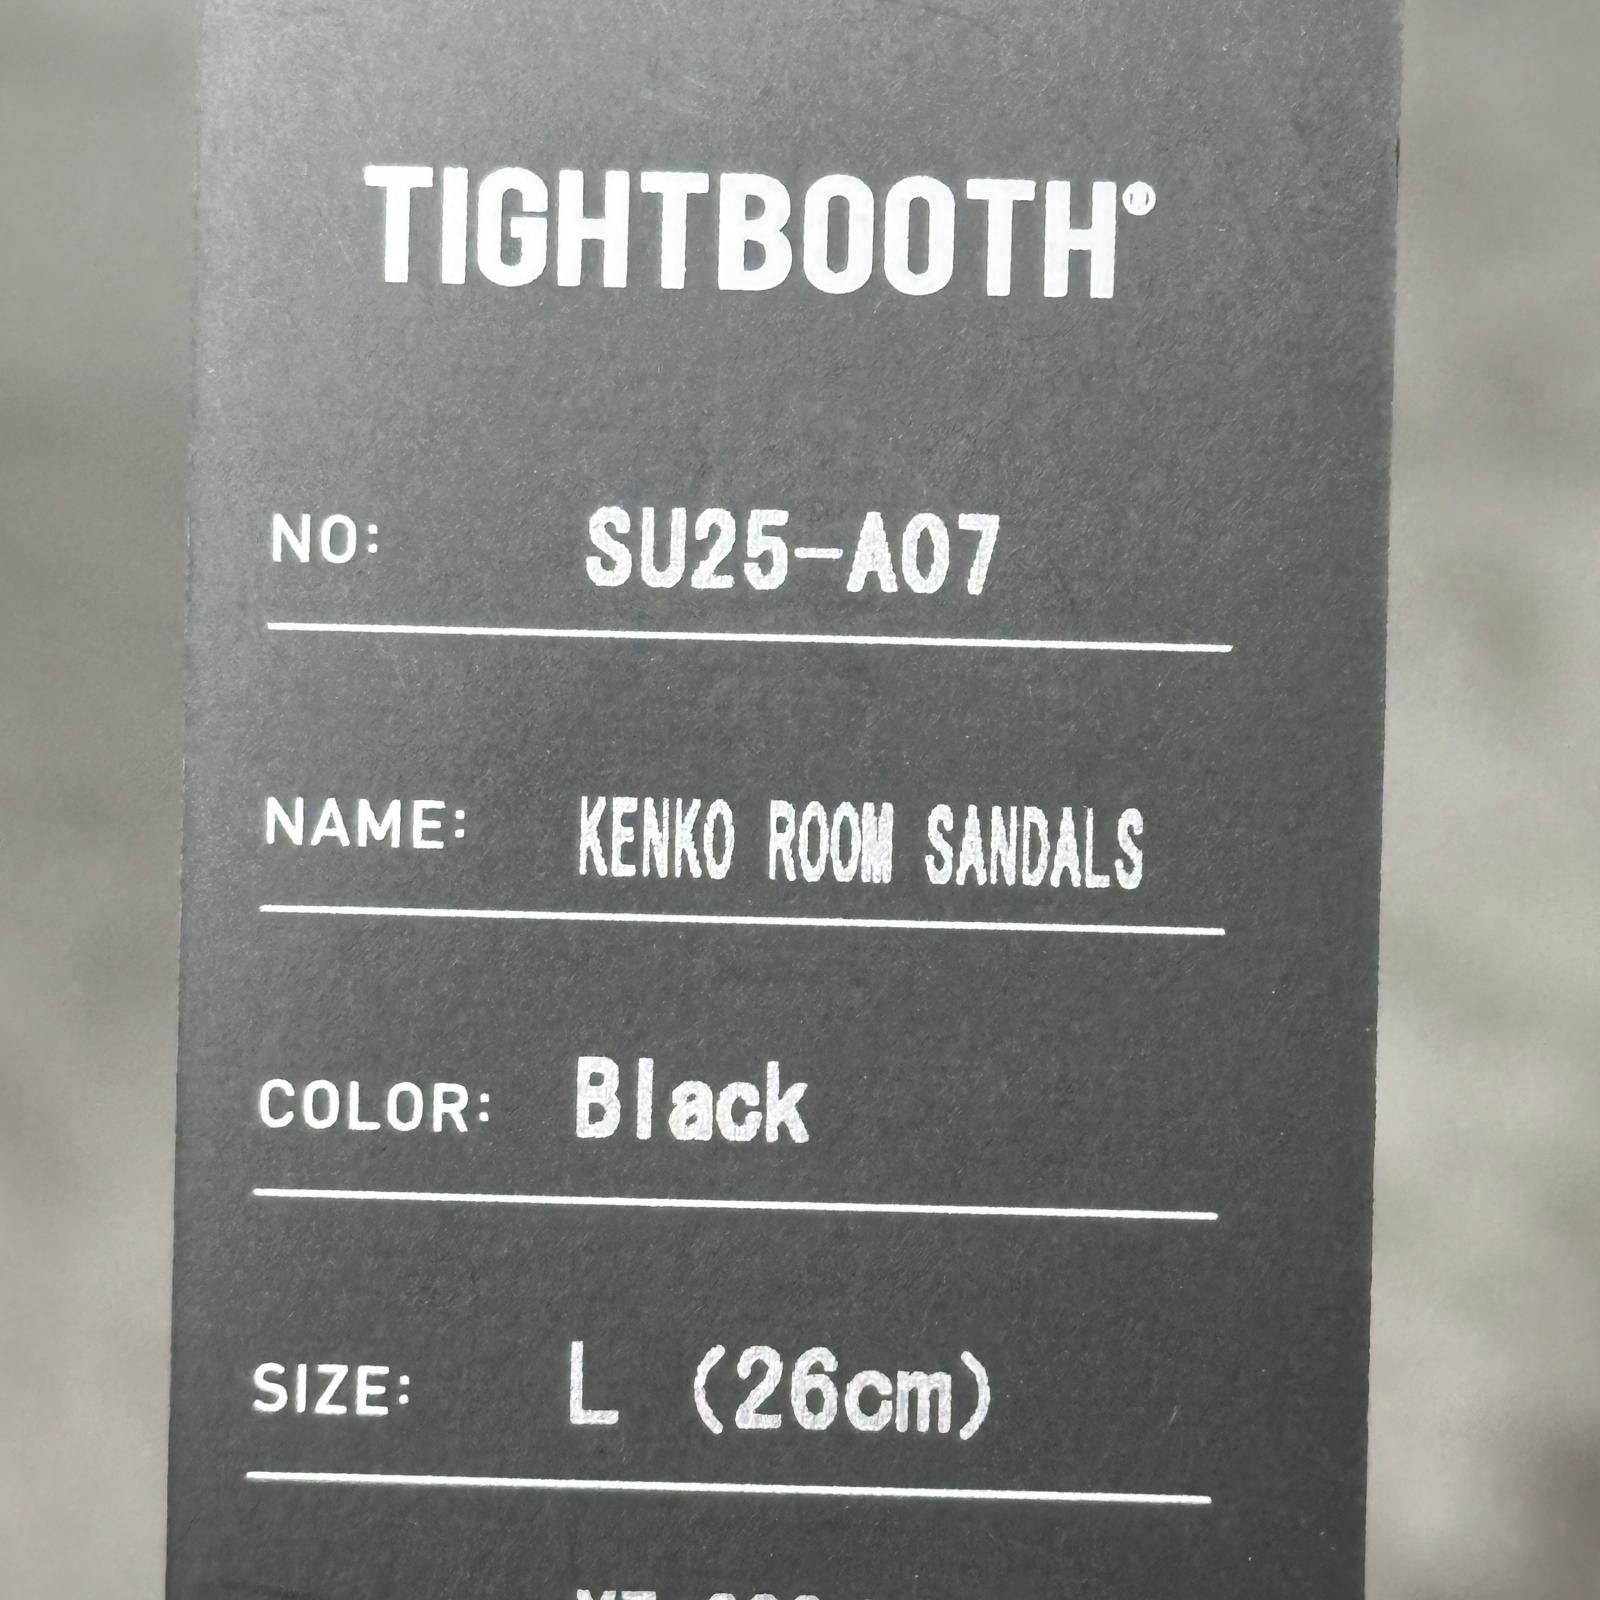 TIGHTBOOTH®
NO: SU25-A07
NAME: KENKO ROOM SANDALS
COLOR: Black
SIZE: L (26cm)